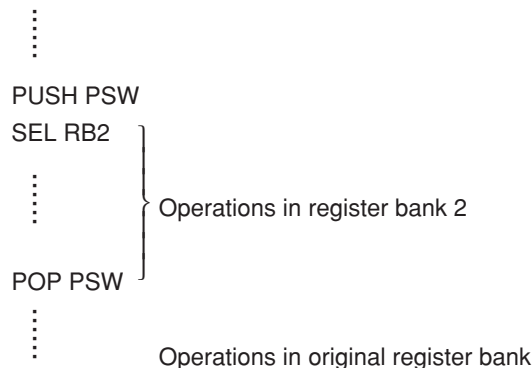 PUSH PSW
SEL RB2
Operations in register bank 2
POP PSW
Operations in original register bank